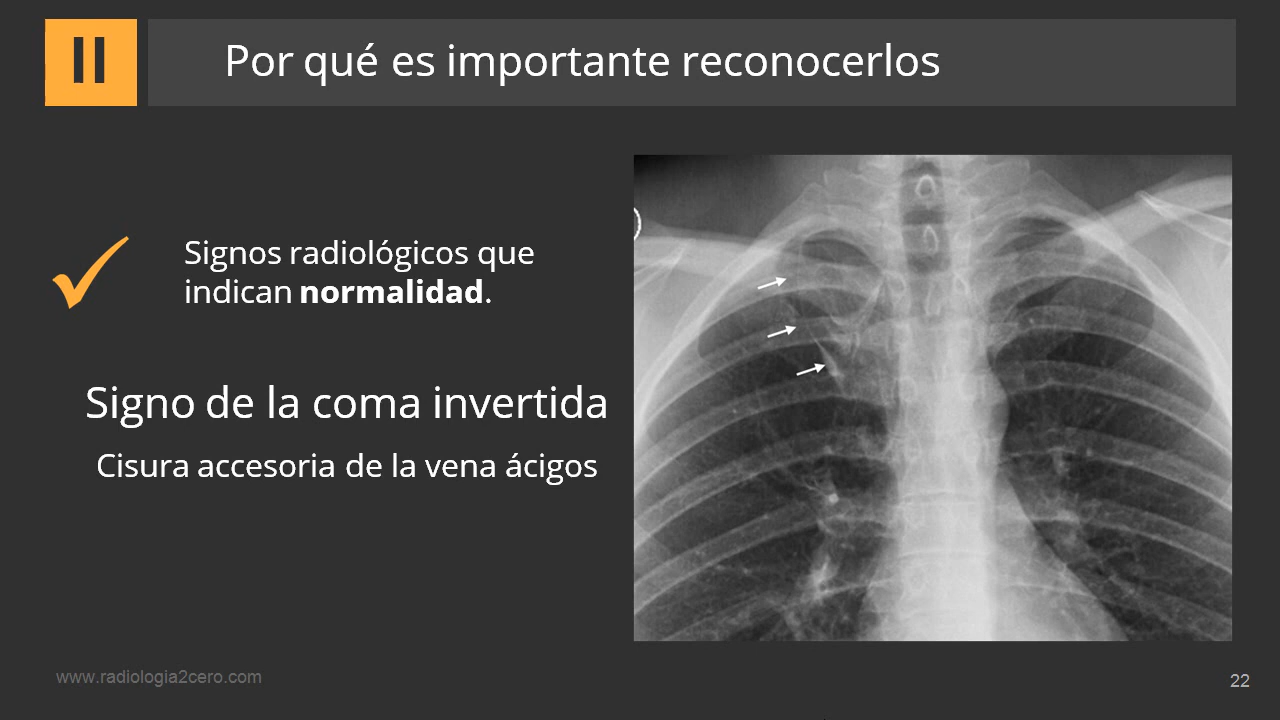 II
Por qué es importante reconocerlos
Signos radiológicos que
indican normalidad.
Signo de la coma invertida
Cisura accesoria de la vena ácigos
www.radiologia2cero.com
22